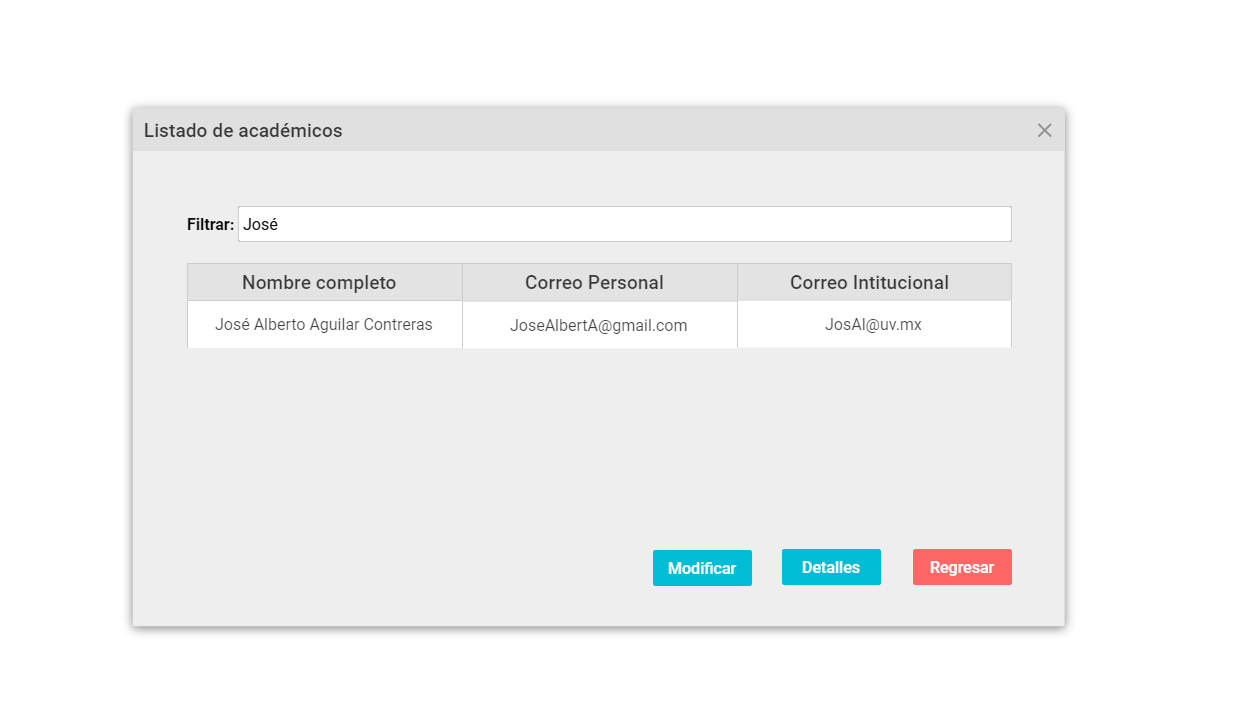 Listado de académicos
Filtrar: José
Nombre completo Correo Personal Correo Intitucional
José Alberto Aguilar Contreras JoseAlbertA@gmail.com JosAl@uv.mx
Modificar Detalles Regresar